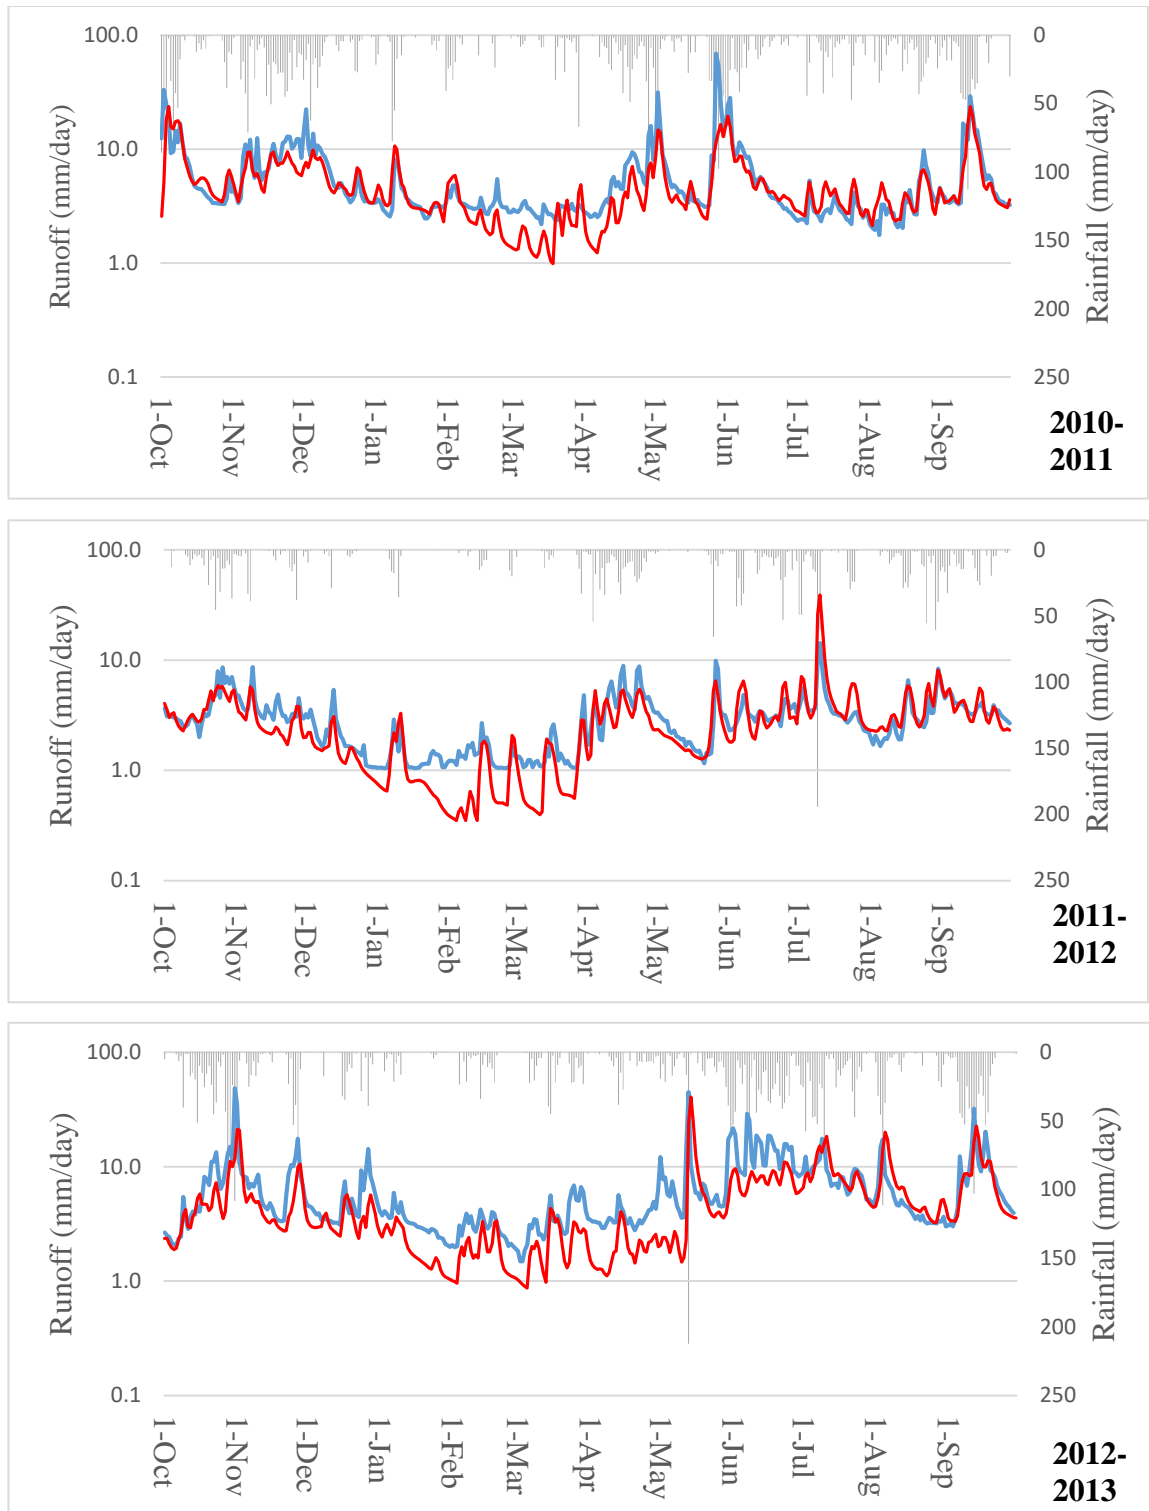 100.0
10.0
1.0
0.1
Runoff (mm/day)
0
50
100
150
200
250
Rainfall (mm/day)
1-Oct
1-Nov
1-Dec
1-Jan
1-Feb
1-Mar
1-Apr
1-May
1-Jun
1-Jul
1-Aug
1-Sep
2010-
2011
100.0
10.0
1.0
0.1
Runoff (mm/day)
0
50
100
150
200
250
Rainfall (mm/day)
1-Oct
1-Nov
1-Dec
1-Jan
1-Feb
1-Mar
1-Apr
1-May
1-Jun
1-Jul
1-Aug
1-Sep
2011-
2012
100.0
10.0
1.0
0.1
Runoff (mm/day)
0
50
100
150
200
250
Rainfall (mm/day)
1-Oct
1-Nov
1-Dec
1-Jan
1-Feb
1-Mar
1-Apr
1-May
1-Jun
1-Jul
1-Aug
1-Sep
2012-
2013